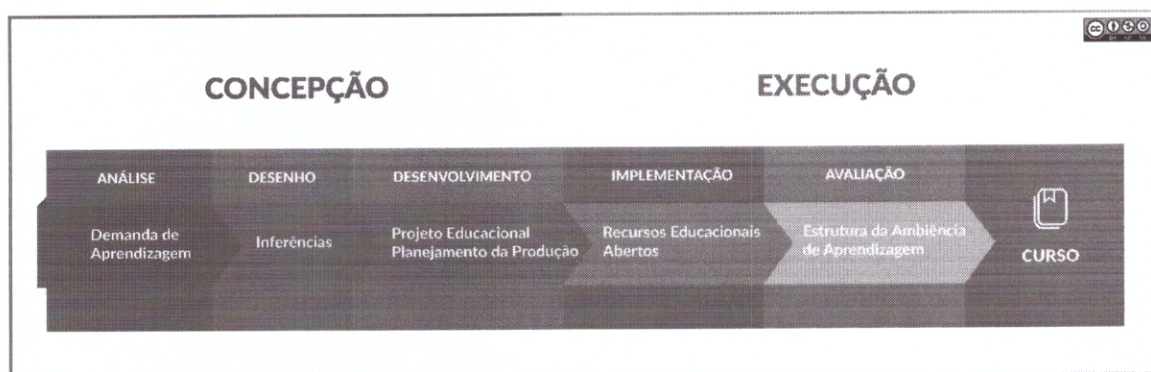 CONCEPÇÃO
EXECUÇÃO
ANÁLISE
DESENHO
DESENVOLVIMENTO
IMPLEMENTAÇÃO
AVALIAÇÃO
Demanda de
Aprendizagem
Inferências
Projeto Educacional
Planejamento da Produção
Recursos Educacionais
Abertos
Estrutura da Ambiência
de Aprendizagem
CURSO